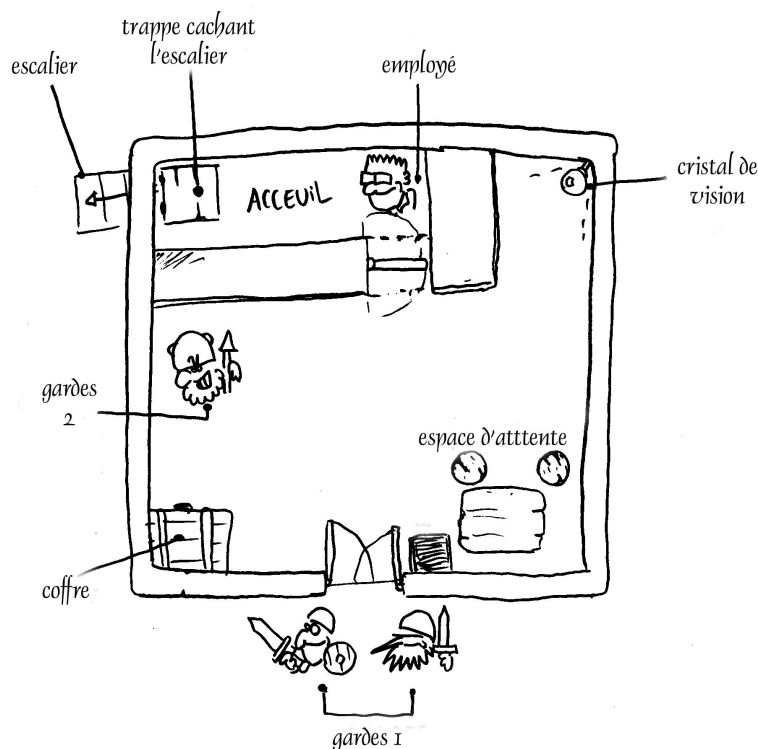 trappe cachant
l'escalier
escalier
employé
cristal de
vision
ACCEUIL
gardes
2
espace d'atttente
coffre
gardes 1